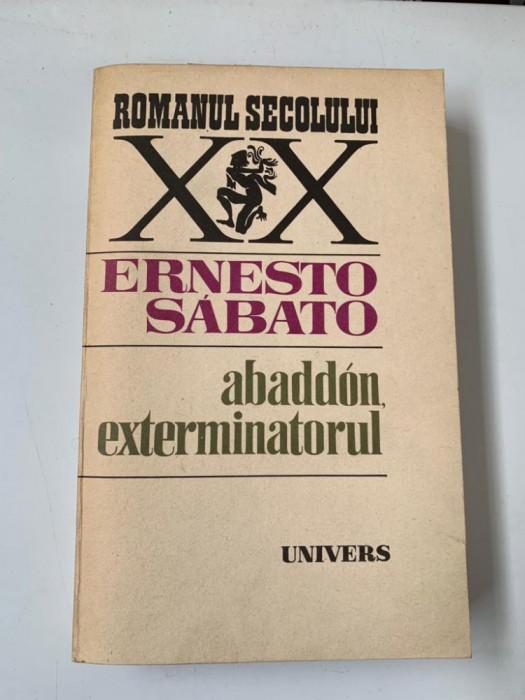 ROMANUL SECOLULUI
XX
ERNESTO
SÁBATO
abaddón,
exterminatorul
UNIVERS